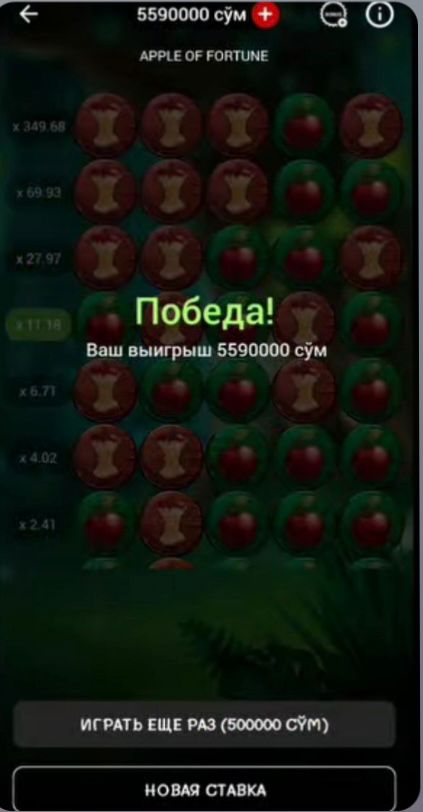 5590000 сўм
APPLE OF FORTUNE
x 349.68
x 69.93
x 27.97
x 11.18
Победа!
Ваш выигрыш 5590000 сўм
x 6.71
x 4.02
x 2.41
ИГРАТЬ ЕЩЕ РАЗ (500000 СЎМ)
НОВАЯ СТАВКА